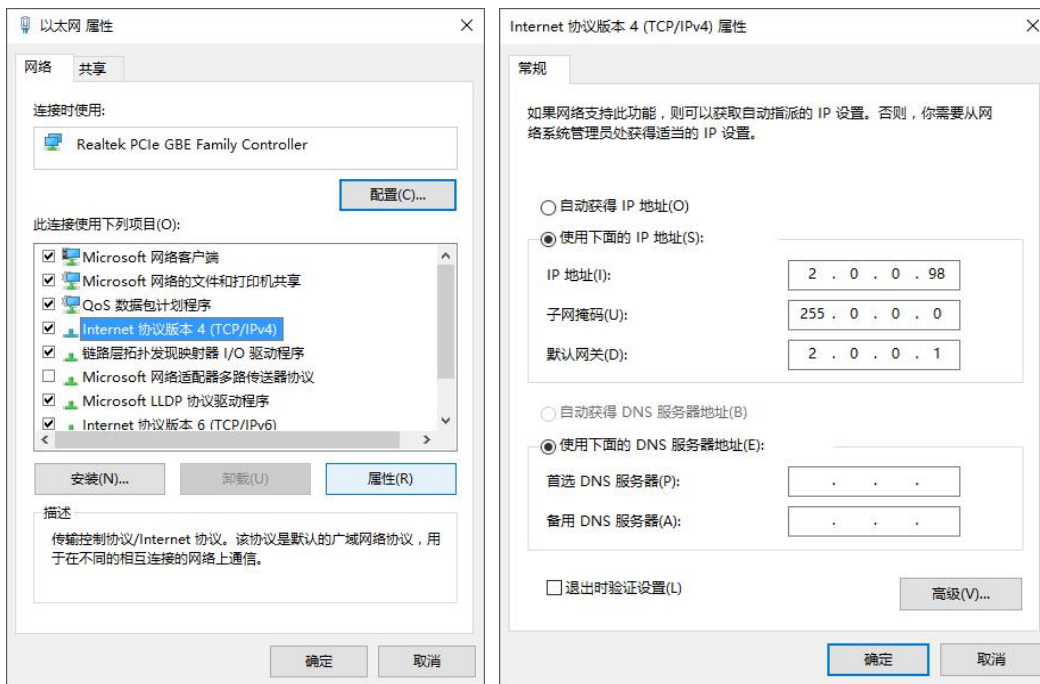 以太网 属性
网络
共享
连接时使用:
Realtek PCIe GBE Family Controller
配置(C)...
此连接使用下列项目(O):
Microsoft 网络客户端
Microsoft 网络的文件和打印机共享
QoS 数据包计划程序
Internet 协议版本 4 (TCP/IPv4)
链路层拓扑发现映射器 I/O 驱动程序
Microsoft 网络适配器多路传送器协议
Microsoft LLDP 协议驱动程序
Internet 协议版本 6 (TCP/IPv6)
安装(N)...
卸载(U)
属性(R)
描述
传输控制协议/Internet 协议。该协议是默认的广域网络协议，用
于在不同的相互连接的网络上通信。
确定
取消
Internet 协议版本 4 (TCP/IPv4) 属性
常规
如果网络支持此功能，则可以获取自动指派的 IP 设置。否则，你需要从网
络系统管理员处获得适当的 IP 设置。
自动获得 IP 地址(O)
使用下面的 IP 地址(S):
IP 地址(I):
2 . 0 . 0 . 98
子网掩码(U):
255 . 0 . 0 . 0
默认网关(D):
2 . 0 . 0 . 1
自动获得 DNS 服务器地址(B)
使用下面的 DNS 服务器地址(E):
首选 DNS 服务器(P):
. . .
备用 DNS 服务器(A):
. . .
退出时验证设置(L)
高级(V)...
确定
取消